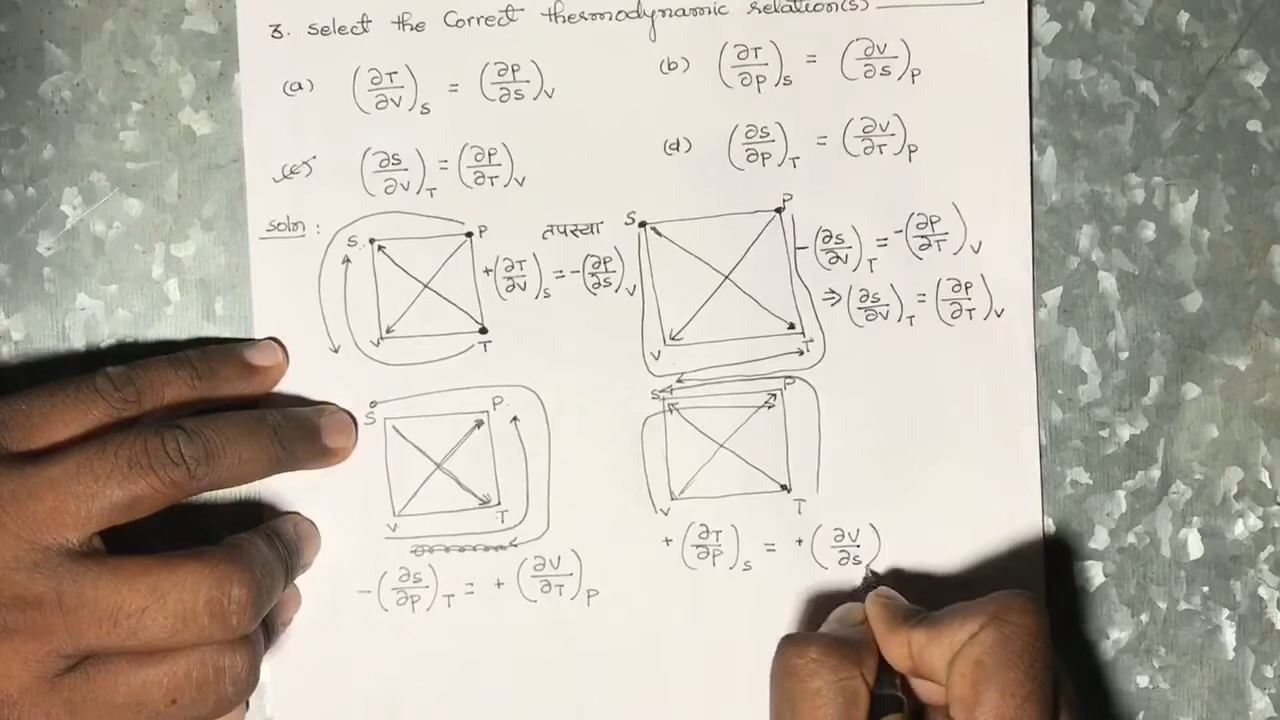 3. Select the Correct thermodynamic relation(s) ________
(a) (∂T/∂V)_S = (∂P/∂S)_V
(b) (∂T/∂P)_S = (∂V/∂S)_P
(c) (∂S/∂V)_T = (∂P/∂T)_V
(d) (∂S/∂P)_T = (∂V/∂T)_P
Soln :
S P
V T
तपस्या
+(∂T/∂V)_S = -(∂P/∂S)_V
S P
V T
-(∂S/∂V)_T = -(∂P/∂T)_V
⇒ (∂S/∂V)_T = (∂P/∂T)_V
S P
V T
-(∂S/∂P)_T = +(∂V/∂T)_P
S P
V T
+(∂T/∂P)_S = +(∂V/∂S)